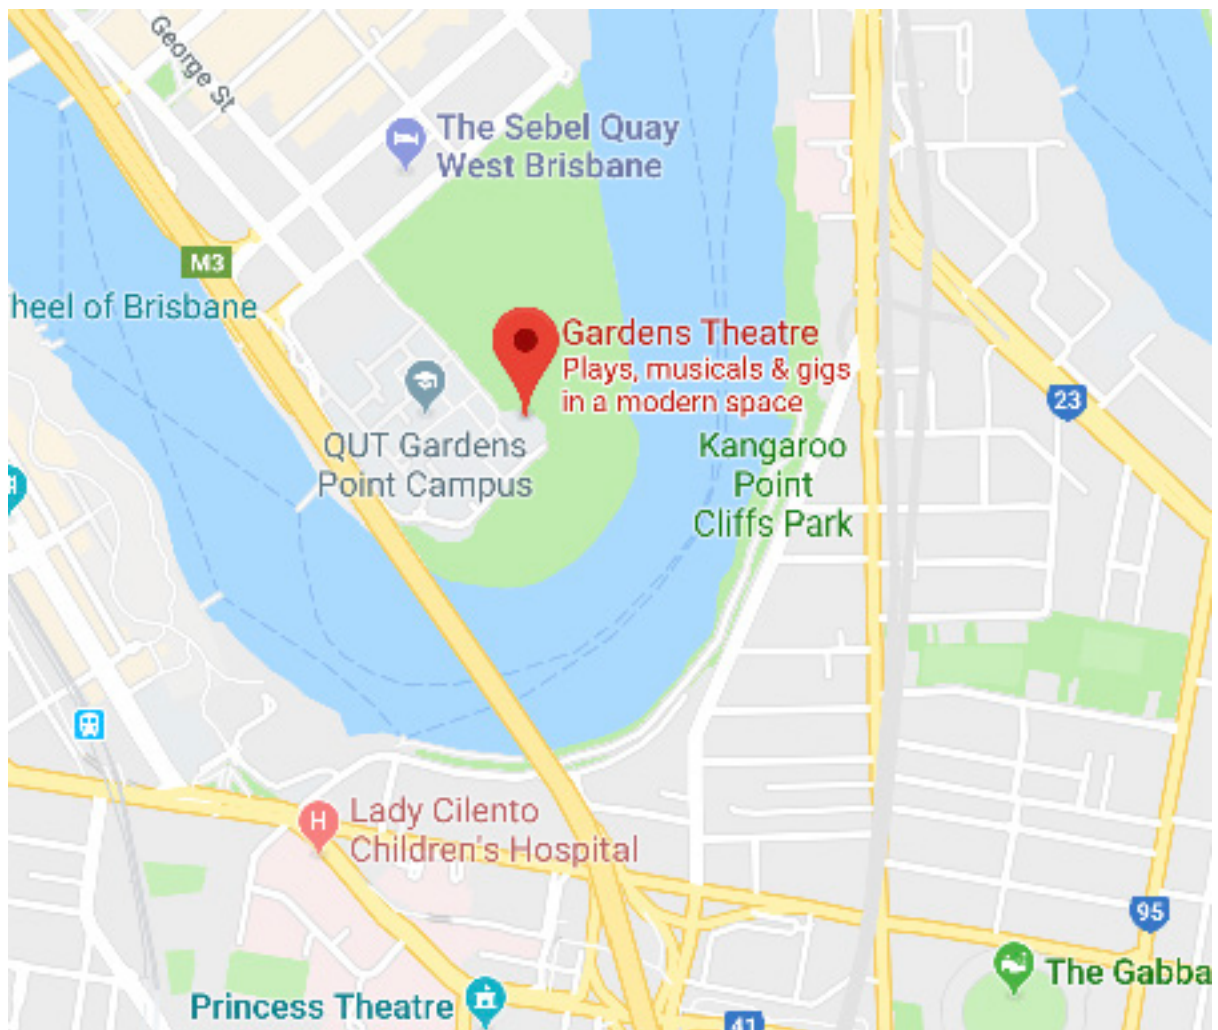 George St
The Sebel Quay
West Brisbane
M3
heel of Brisbane
Gardens Theatre
Plays, musicals & gigs
in a modern space
23
QUT Gardens
Point Campus
Kangaroo
Point
Cliffs Park
H
Lady Cilento
Children's Hospital
95
The Gabba
Princess Theatre
41